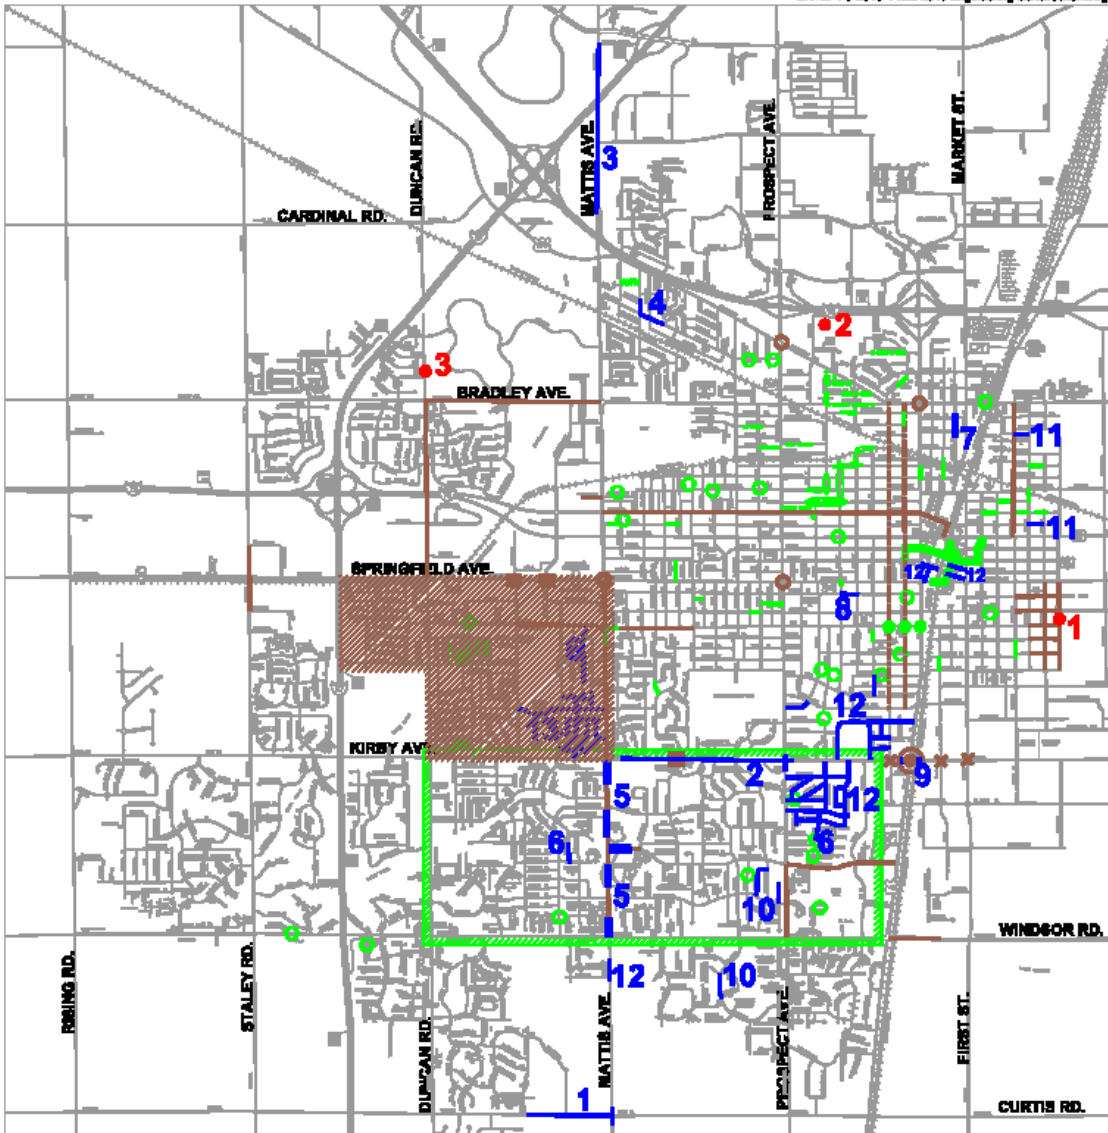 MATTIS AVE.
PROSPECT AVE.
MARKET ST.
DUNCAN RD.
3
CARDINAL RD.
4
2
3
BRADLEY AVE.
7
11
11
SPRINGFIELD AVE.
12
12
8
1
12
KIRBY AVE.
2
9
5
12
6
6
5
10
WINDSOR RD.
RISING RD.
STALEY RD.
12
10
DUNCAN RD.
MATTIS AVE.
PROSPECT AVE.
FIRST ST.
1
CURTIS RD.